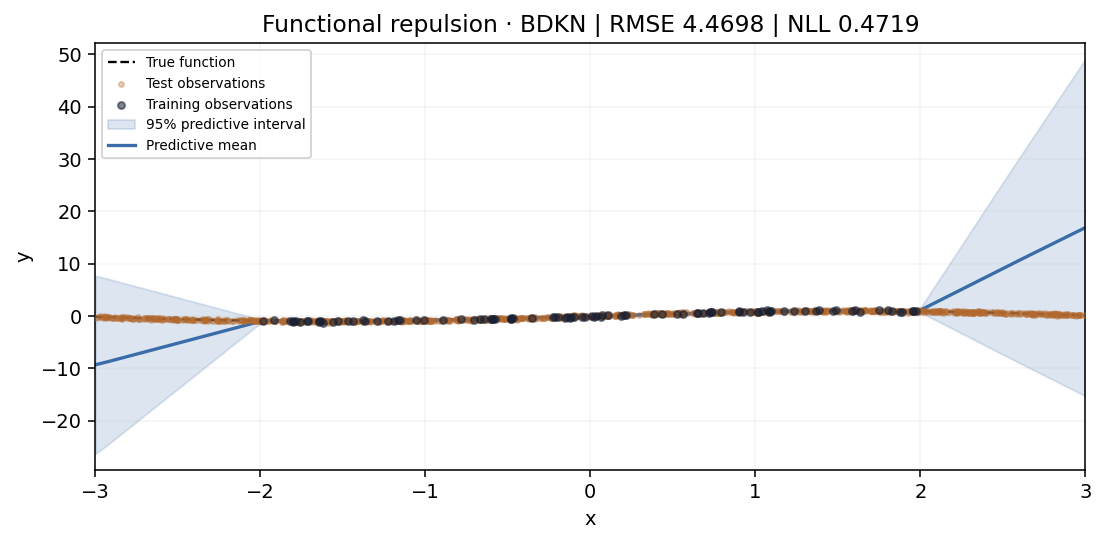 Functional repulsion · BDKN | RMSE 4.4698 | NLL 0.4719
True function
Test observations
Training observations
95% predictive interval
Predictive mean
50
40
30
20
10
0
−10
−20
y
−3
−2
−1
0
1
2
3
x